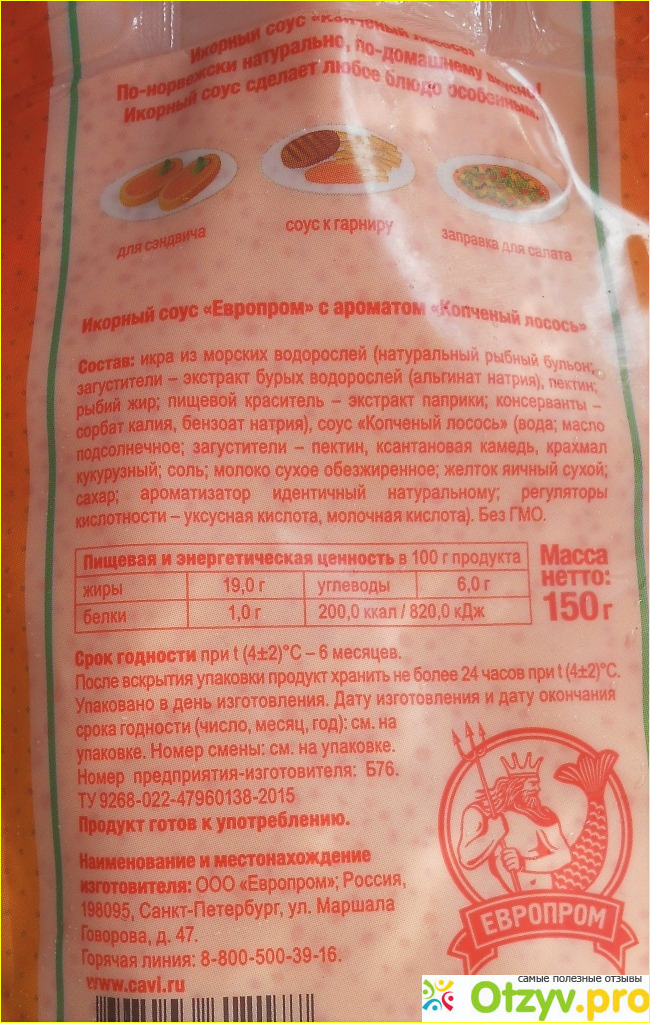 Икорный соус «Копченый лосось!
По-норвежски натурально, по-домашнему вкусно!
Икорный соус сделает любое блюдо особенным.
для сэндвича
соус к гарниру
заправка для салата
Икорный соус «Европром» с ароматом «Копченый лосось»
Состав: икра из морских водорослей (натуральный рыбный бульон;
загустители – экстракт бурых водорослей (альгинат натрия), пектин;
рыбий жир; пищевой краситель – экстракт паприки; консерванты –
сорбат калия, бензоат натрия), соус «Копченый лосось» (вода; масло
подсолнечное; загустители – пектин, ксантановая камедь, крахмал
кукурузный; соль; молоко сухое обезжиренное; желток яичный сухой;
сахар; ароматизатор идентичный натуральному; регуляторы
кислотности – уксусная кислота, молочная кислота). Без ГМО.
Пищевая и энергетическая ценность в 100 г продукта
жиры 19,0 г углеводы 6,0 г
белки 1,0 г 200,0 ккал / 820,0 кДж
Масса
нетто:
150 г
Срок годности при t (4±2)°С – 6 месяцев.
После вскрытия упаковки продукт хранить не более 24 часов при t (4±2)°С.
Упаковано в день изготовления. Дату изготовления и дату окончания
срока годности (число, месяц, год): см. на
упаковке. Номер смены: см. на упаковке.
Номер предприятия-изготовителя: Б76.
ТУ 9268-022-47960138-2015
Продукт готов к употреблению.
Наименование и местонахождение
изготовителя: ООО «Европром»; Россия,
198095, Санкт-Петербург, ул. Маршала
Говорова, д. 47.
Горячая линия: 8-800-500-39-16.
www.cavi.ru
ЕВРОПРОМ
самые полезные отзывы
Otzyv.pro